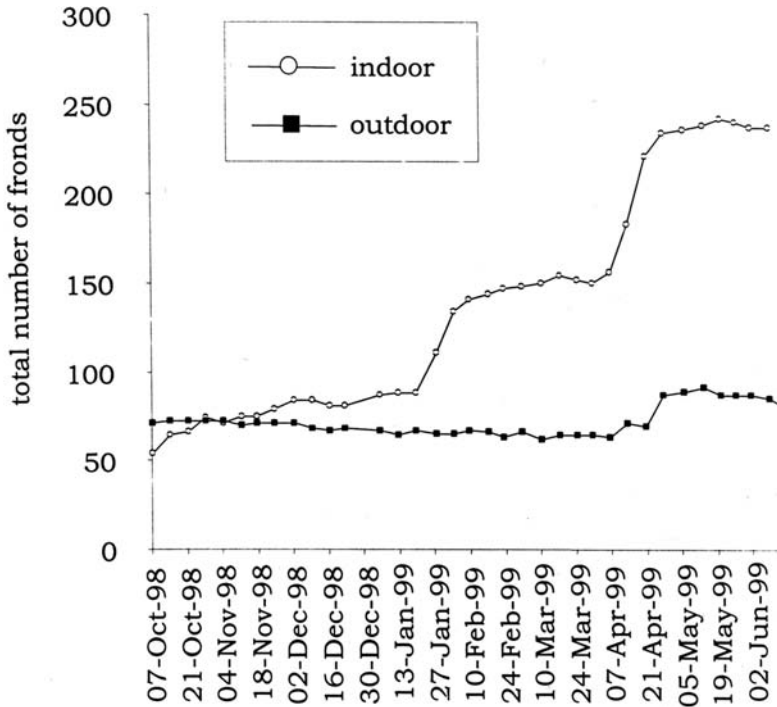 300
250
200
150
100
50
0
total number of fronds
indoor
outdoor
07-Oct-98
21-Oct-98
04-Nov-98
18-Nov-98
02-Dec-98
16-Dec-98
30-Dec-98
13-Jan-99
27-Jan-99
10-Feb-99
24-Feb-99
10-Mar-99
24-Mar-99
07-Apr-99
21-Apr-99
05-May-99
19-May-99
02-Jun-99